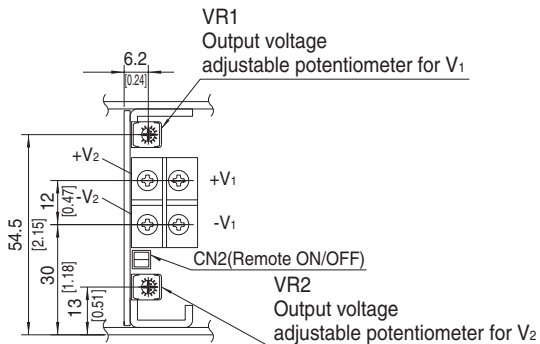 VR1
Output voltage
adjustable potentiometer for V1
6.2
[0.24]
+V2
+V1
12
[0.47]
-V2
-V1
54.5
[2.15]
30
[1.18]
CN2(Remote ON/OFF)
13
[0.51]
VR2
Output voltage
adjustable potentiometer for V2